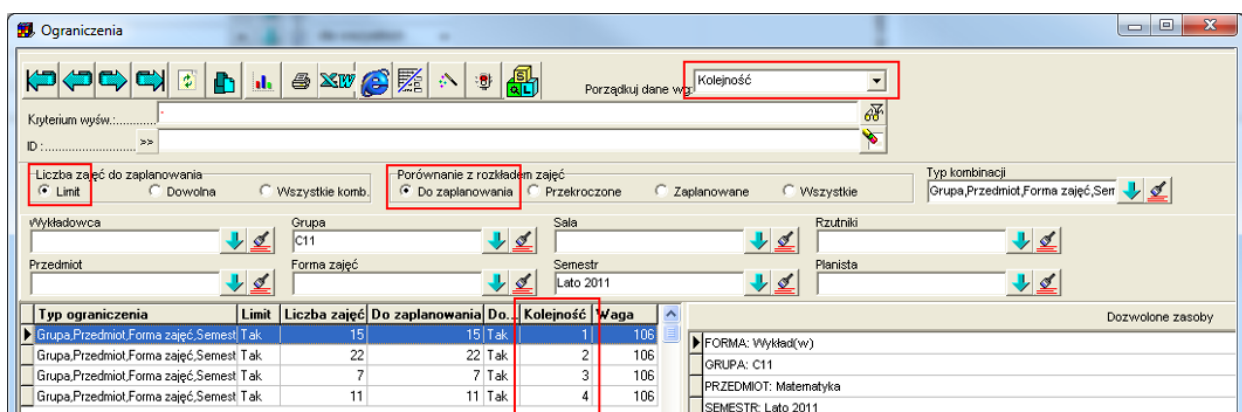 Ograniczenia
Porządkuj dane wg: Kolejność
Kryterium wyśw.:............
ID :........................... >>
Liczba zajęć do zaplanowania Porównanie z rozkładem zajęć Typ kombinacji
Limit Dowolna Wszystkie komb. Do zaplanowania Przekroczone Zaplanowane Wszystkie Grupa,Przedmiot,Forma zajęć,Sem
Wykładowca Grupa Sala Rzutniki
C11
Przedmiot Forma zajęć Semestr Planista
Lato 2011
Typ ograniczenia Limit Liczba zajęć Do zaplanowania Do... Kolejność Waga
Dozwolone zasoby
Grupa,Przedmiot,Forma zajęć,Semest Tak 15 15 Tak 1 106
Grupa,Przedmiot,Forma zajęć,Semest Tak 22 22 Tak 2 106
Grupa,Przedmiot,Forma zajęć,Semest Tak 7 7 Tak 3 106
Grupa,Przedmiot,Forma zajęć,Semest Tak 11 11 Tak 4 106
FORMA: Wykład(w)
GRUPA: C11
PRZEDMIOT: Matematyka
SEMESTR: Lato 2011